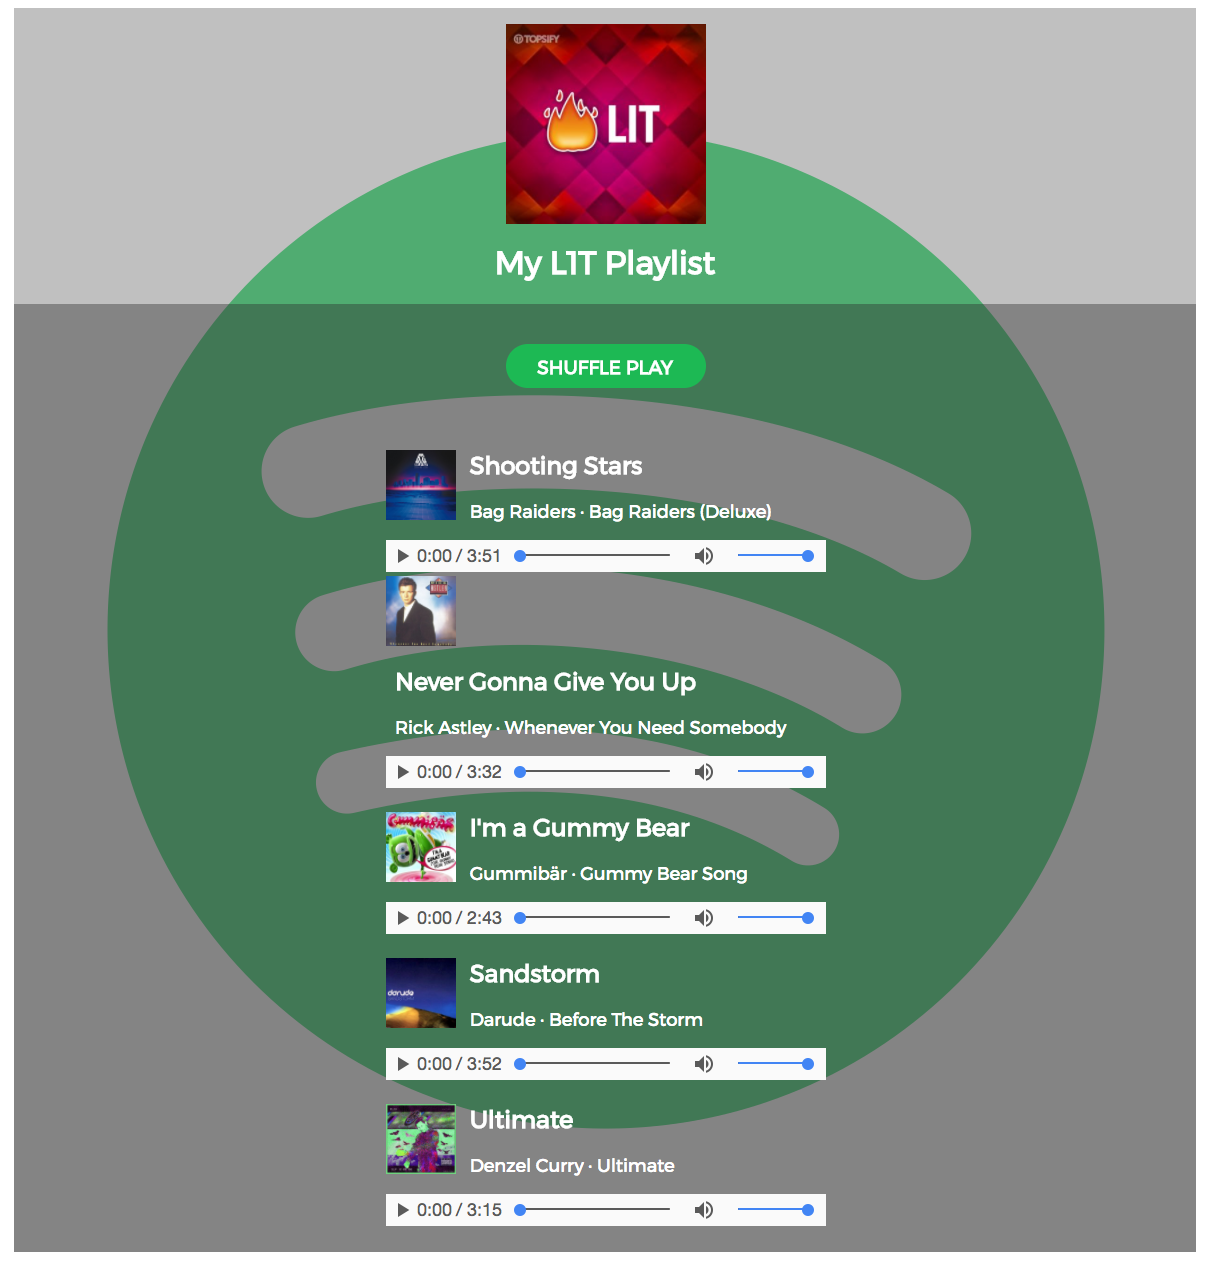 TOPSIFY
LIT
My L1T Playlist
SHUFFLE PLAY
Shooting Stars
Bag Raiders · Bag Raiders (Deluxe)
0:00 / 3:51
Never Gonna Give You Up
Rick Astley · Whenever You Need Somebody
0:00 / 3:32
I'm a Gummy Bear
Gummibär · Gummy Bear Song
0:00 / 2:43
darude
Sandstorm
Darude · Before The Storm
0:00 / 3:52
Ultimate
Denzel Curry · Ultimate
0:00 / 3:15